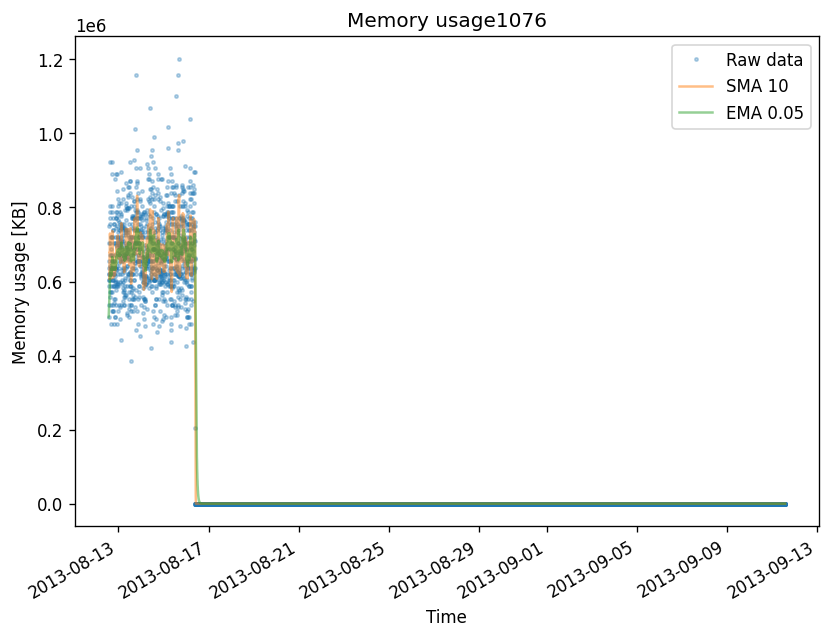 Memory usage1076
1e6
Raw data
SMA 10
EMA 0.05
1.2
1.0
0.8
0.6
0.4
0.2
0.0
Memory usage [KB]
2013-08-13
2013-08-17
2013-08-21
2013-08-25
2013-08-29
2013-09-01
2013-09-05
2013-09-09
2013-09-13
Time